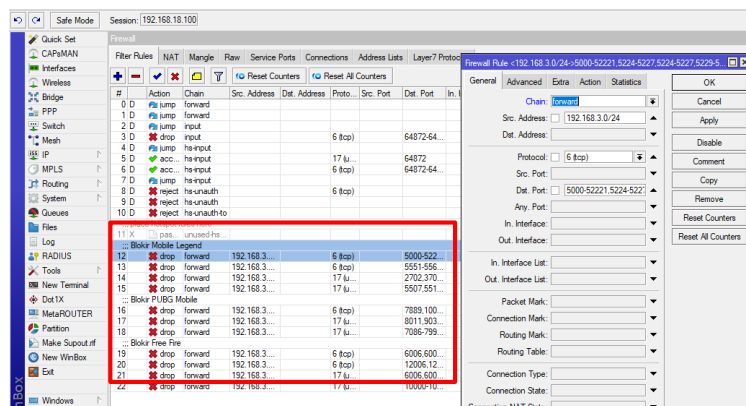 Safe Mode Session: 192.168.18.100
Quick Set
CAPsMAN
Interfaces
Wireless
Bridge
PPP
Switch
Mesh
IP
MPLS
Routing
System
Queues
Files
Log
RADIUS
Tools
New Terminal
Dot1X
MetaROUTER
Partition
Make Supout.rif
New WinBox
Exit
Windows
Firewall
Filter Rules NAT Mangle Raw Service Ports Connections Address Lists Layer7 Protoc
Reset Counters Reset All Counters
# Action Chain Src. Address Dst. Address Proto... Src. Port Dst. Port In. I
0 D jump forward
1 D jump forward
2 D jump input
3 D drop input 6 (tcp) 64872-64...
4 D jump hs-input
5 D acc... hs-input 17 (u... 64872
6 D acc... hs-input 6 (tcp) 64872-64...
7 D jump hs-input
8 D reject hs-unauth 6 (tcp)
9 D reject hs-unauth
10 D reject hs-unauth-to
11 X pas... unused-hs...
;;; Blokir Mobile Legend
12 drop forward 192.168.3.... 6 (tcp) 5000-522...
13 drop forward 192.168.3.... 6 (tcp) 5551-556...
14 drop forward 192.168.3.... 17 (u... 2702,370...
15 drop forward 192.168.3.... 17 (u... 5507,551...
;;; Blokir PUBG Mobile
16 drop forward 192.168.3.... 6 (tcp) 7889,100...
17 drop forward 192.168.3.... 17 (u... 8011,903...
18 drop forward 192.168.3.... 17 (u... 7086-799...
;;; Blokir Free Fire
19 drop forward 192.168.3.... 6 (tcp) 6006,600...
20 drop forward 192.168.3.... 6 (tcp) 12006,12...
21 drop forward 192.168.3.... 17 (u... 6006,600...
22 drop forward 192.168.3.... 17 (u... 10000-10...
Firewall Rule <192.168.3.0/24->5000-52221,5224-5227,5224-5227,5229-5...
General Advanced Extra Action Statistics
Chain: forward
Src. Address: 192.168.3.0/24
Dst. Address:
Protocol: 6 (tcp)
Src. Port:
Dst. Port: 5000-52221,5224-5227
Any. Port:
In. Interface:
Out. Interface:
In. Interface List:
Out. Interface List:
Packet Mark:
Connection Mark:
Routing Mark:
Routing Table:
Connection Type:
Connection State:
Connection NAT State:
OK
Cancel
Apply
Disable
Comment
Copy
Remove
Reset Counters
Reset All Counters